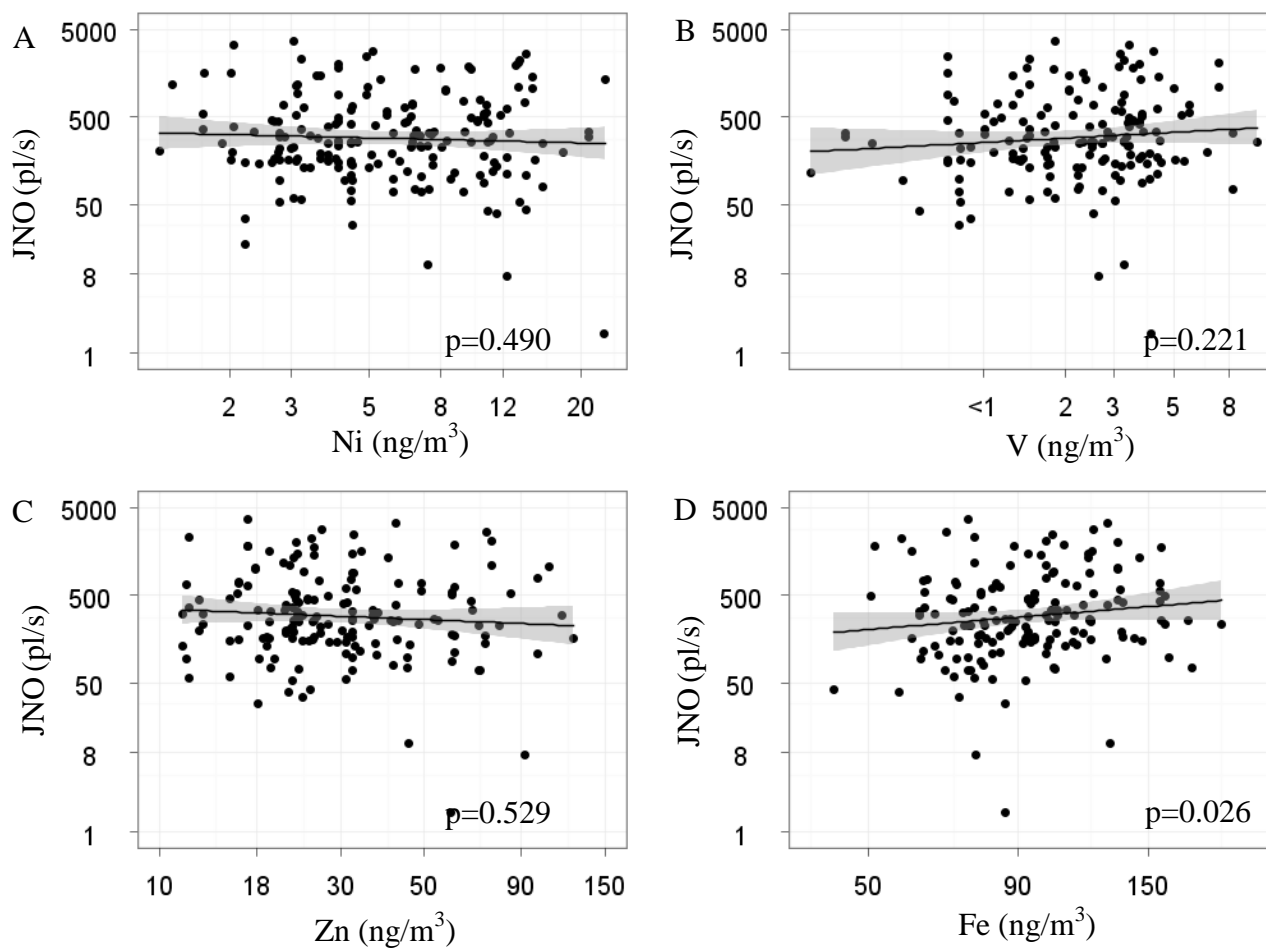 A
5000
500
50
8
1
JNO (pl/s)
p=0.490
2 3 5 8 12 20
Ni (ng/m³)
B
5000
500
50
8
1
JNO (pl/s)
p=0.221
<1 2 3 5 8
V (ng/m³)
C
5000
500
50
8
1
JNO (pl/s)
p=0.529
10 18 30 50 90 150
Zn (ng/m³)
D
5000
500
50
8
1
JNO (pl/s)
p=0.026
50 90 150
Fe (ng/m³)